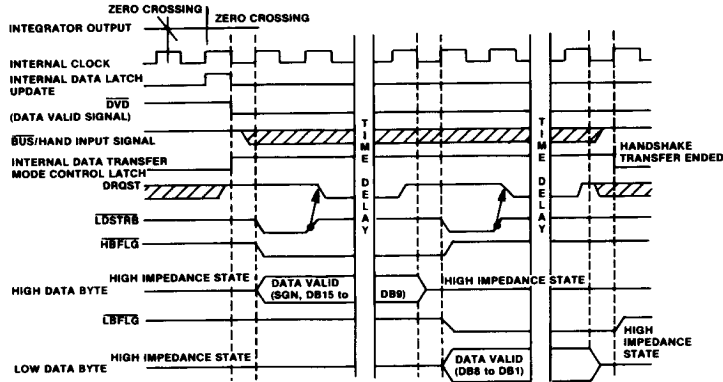 ZERO CROSSING
ZERO CROSSING
INTEGRATOR OUTPUT
INTERNAL CLOCK
INTERNAL DATA LATCH
UPDATE
DVD
(DATA VALID SIGNAL)
BUS/HAND INPUT SIGNAL
INTERNAL DATA TRANSFER
MODE CONTROL LATCH
HANDSHAKE
TRANSFER ENDED
TIME DELAY
TIME DELAY
DRQST
LDSTRB
HBFLG
HIGH IMPEDANCE STATE
HIGH DATA BYTE
DATA VALID
(SGN, DB15 to DB9)
HIGH IMPEDANCE STATE
LBFLG
HIGH
IMPEDANCE
STATE
HIGH IMPEDANCE STATE
LOW DATA BYTE
DATA VALID
(DB8 to DB1)